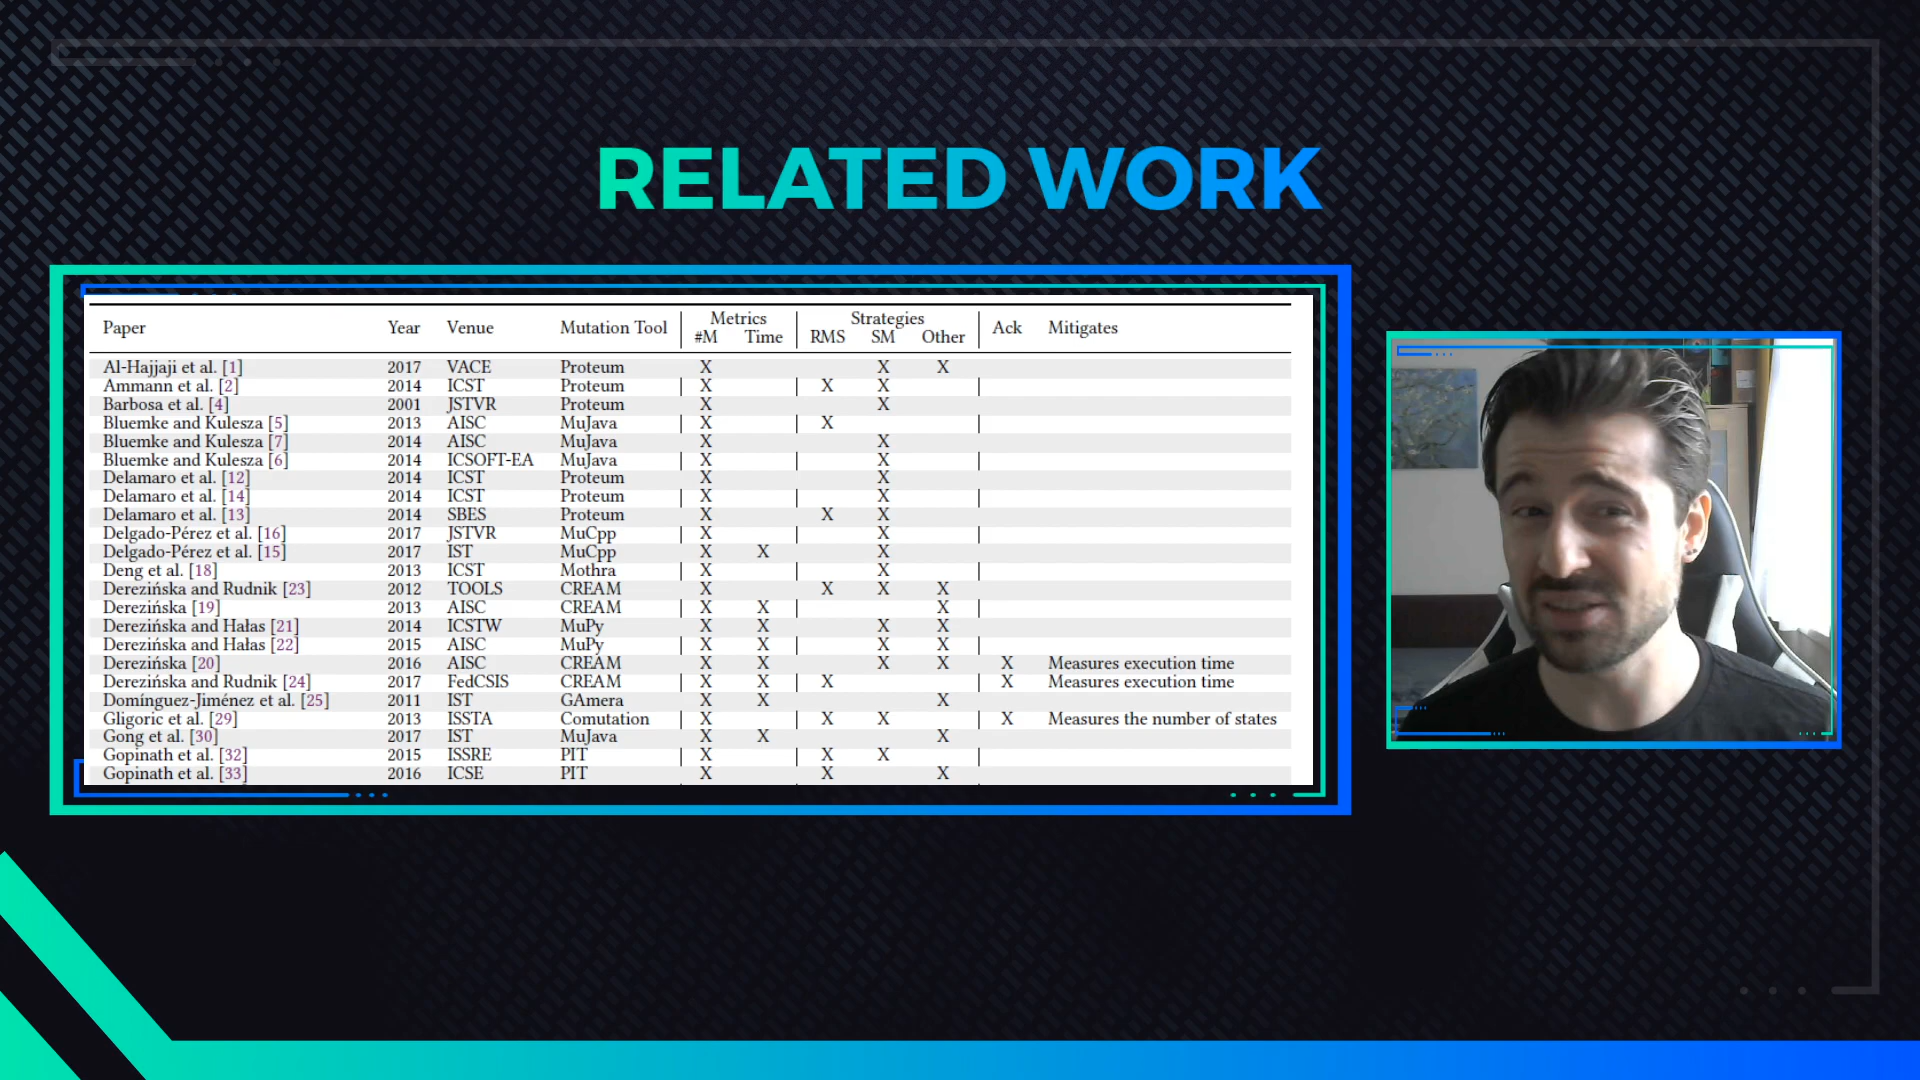 RELATED WORK
Paper Year Venue Mutation Tool Metrics #M Time Strategies RMS SM Other Ack Mitigates
Al-Hajjaji et al. [1] 2017 VACE Proteum X X X
Ammann et al. [2] 2014 ICST Proteum X X X
Barbosa et al. [4] 2001 JSTVR Proteum X X
Bluemke and Kulesza [5] 2013 AISC MuJava X X
Bluemke and Kulesza [7] 2014 AISC MuJava X X
Bluemke and Kulesza [6] 2014 ICSOFT-EA MuJava X X
Delamaro et al. [12] 2014 ICST Proteum X X
Delamaro et al. [14] 2014 ICST Proteum X X
Delamaro et al. [13] 2014 SBES Proteum X X X
Delgado-Pérez et al. [16] 2017 JSTVR MuCpp X X
Delgado-Pérez et al. [15] 2017 IST MuCpp X X X
Deng et al. [18] 2013 ICST Mothra X X
Derezińska and Rudnik [23] 2012 TOOLS CREAM X X X X
Derezińska [19] 2013 AISC CREAM X X X
Derezińska and Hałas [21] 2014 ICSTW MuPy X X X X
Derezińska and Hałas [22] 2015 AISC MuPy X X X X
Derezińska [20] 2016 AISC CREAM X X X X X Measures execution time
Derezińska and Rudnik [24] 2017 FedCSIS CREAM X X X X Measures execution time
Domínguez-Jiménez et al. [25] 2011 IST GAmera X X X
Gligoric et al. [29] 2013 ISSTA Comutation X X X X Measures the number of states
Gong et al. [30] 2017 IST MuJava X X X
Gopinath et al. [32] 2015 ISSRE PIT X X X
Gopinath et al. [33] 2016 ICSE PIT X X X